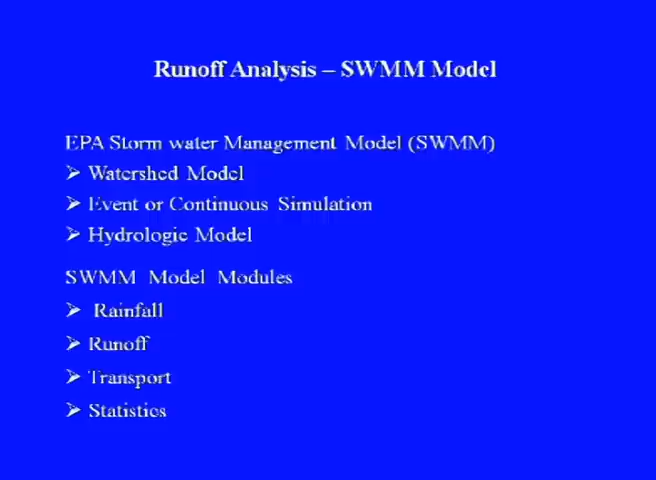 Runoff Analysis – SWMM Model
EPA Storm water Management Model (SWMM)
➢ Watershed Model
➢ Event or Continuous Simulation
➢ Hydrologic Model
SWMM Model Modules
➢ Rainfall
➢ Runoff
➢ Transport
➢ Statistics